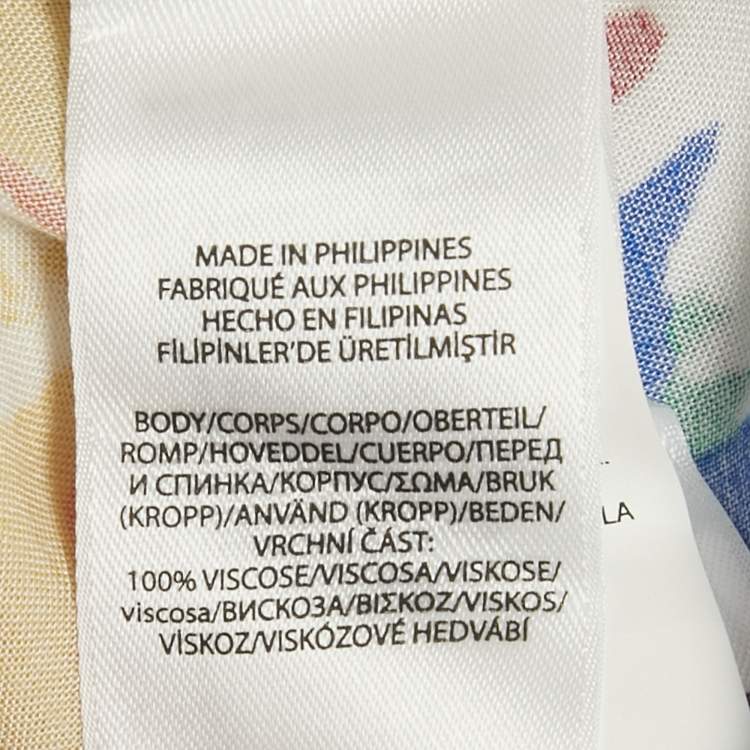 MADE IN PHILIPPINES
FABRIQUÉ AUX PHILIPPINES
HECHO EN FILIPINAS
FİLİPİNLER'DE ÜRETİLMİŞTİR
BODY/CORPS/CORPO/OBERTEIL/
ROMP/HOVEDDEL/CUERPO/ПЕРЕД
И СПИНКА/КОРПУС/ΣΩΜΑ/BRUK
(KROPP)/ANVÄND (KROPP)/BEDEN/
VRCHNÍ ČÁST:
100% VISCOSE/VISCOSA/VISKOSE/
viscosa/ВИСКОЗА/ΒΙΣΚΟΖ/VISKOS/
VİSKOZ/VISKÓZOVÉ HEDVÁBÍ
LA